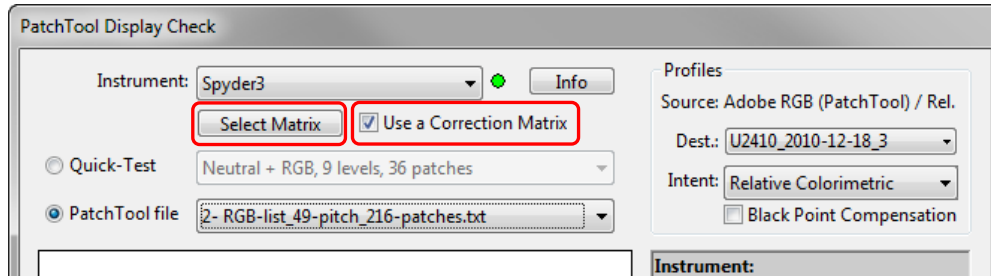 PatchTool Display Check
Instrument: Spyder3 Info
Select Matrix Use a Correction Matrix
Quick-Test Neutral + RGB, 9 levels, 36 patches
PatchTool file 2- RGB-list_49-pitch_216-patches.txt
Profiles
Source: Adobe RGB (PatchTool) / Rel.
Dest.: U2410_2010-12-18_3
Intent: Relative Colorimetric
Black Point Compensation
Instrument: